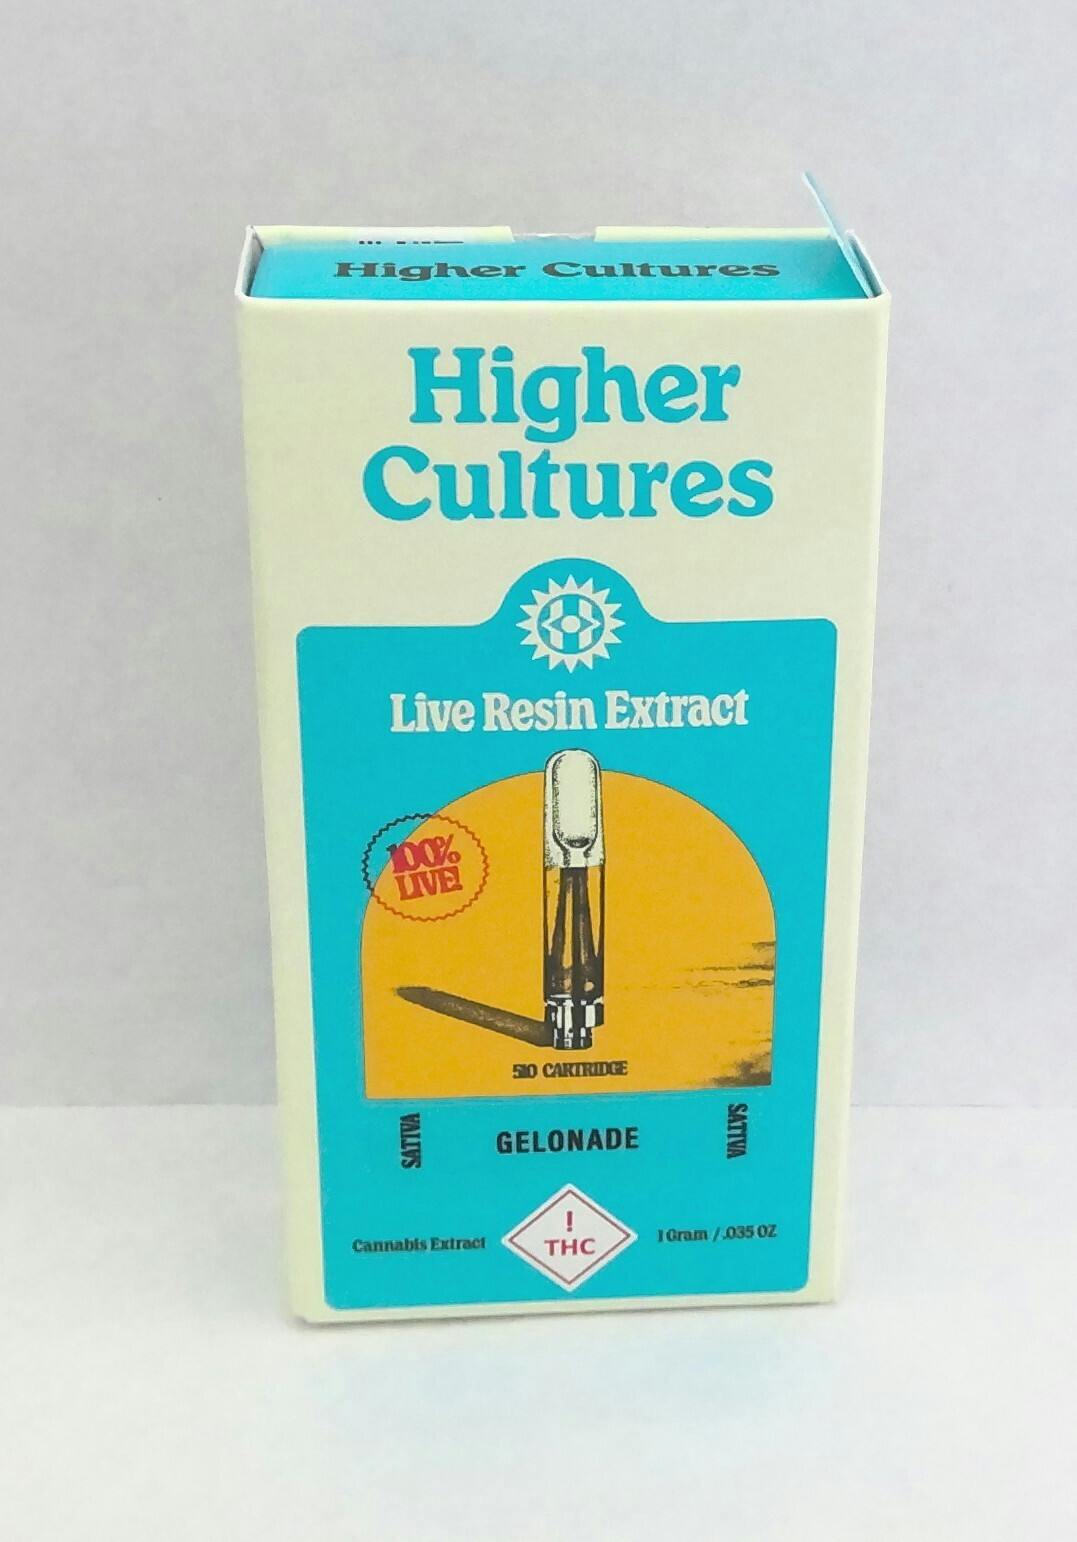 Higher Cultures
Higher
Cultures
H
Live Resin Extract
100%
LIVE!
510 CARTRIDGE
SATIVA
GELONADE
SATIVA
Cannabis Extract
!
THC
1 Gram / .035 OZ